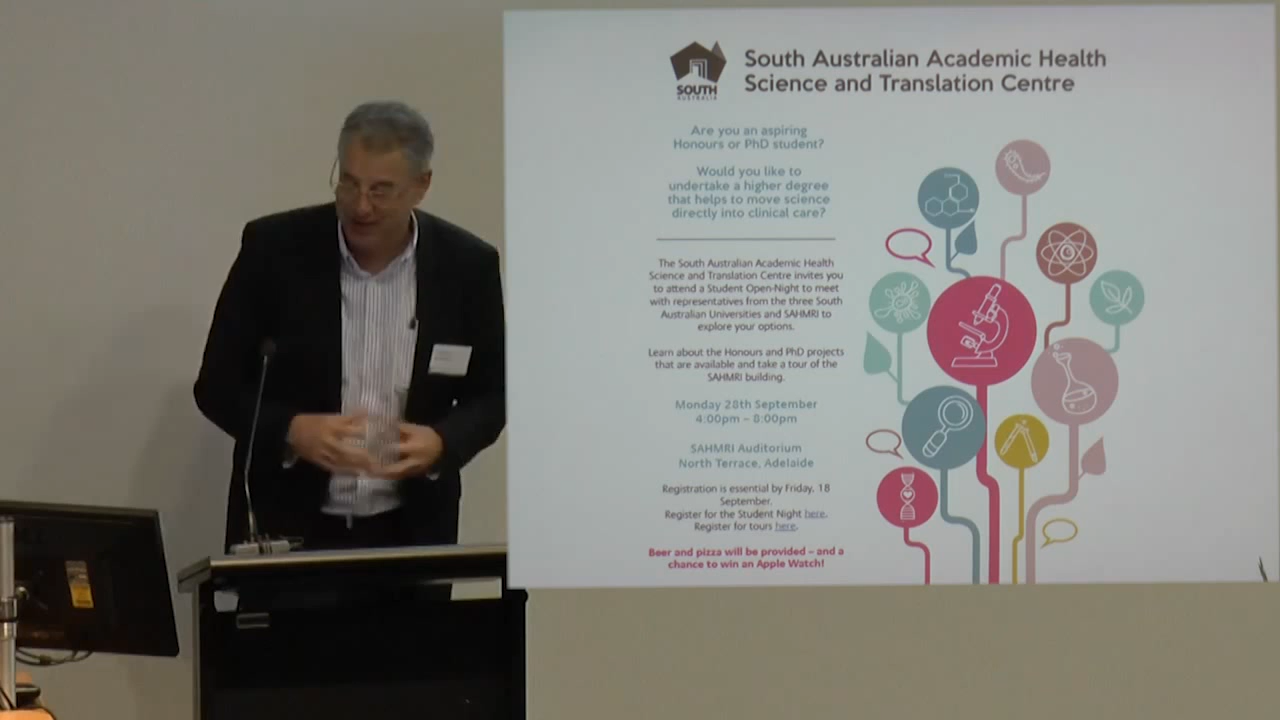 South Australian Academic Health
Science and Translation Centre
SOUTH
AUSTRALIA
Are you an aspiring
Honours or PhD student?
Would you like to
undertake a higher degree
that helps to move science
directly into clinical care?
The South Australian Academic Health
Science and Translation Centre invites you
to attend a Student Open-Night to meet
with representatives from the three South
Australian Universities and SAHMRI to
explore your options.
Learn about the Honours and PhD projects
that are available and take a tour of the
SAHMRI building.
Monday 28th September
4:00pm – 8:00pm
SAHMRI Auditorium
North Terrace, Adelaide
Registration is essential by Friday, 18
September.
Register for the Student Night here.
Register for tours here.
Beer and pizza will be provided – and a
chance to win an Apple Watch!